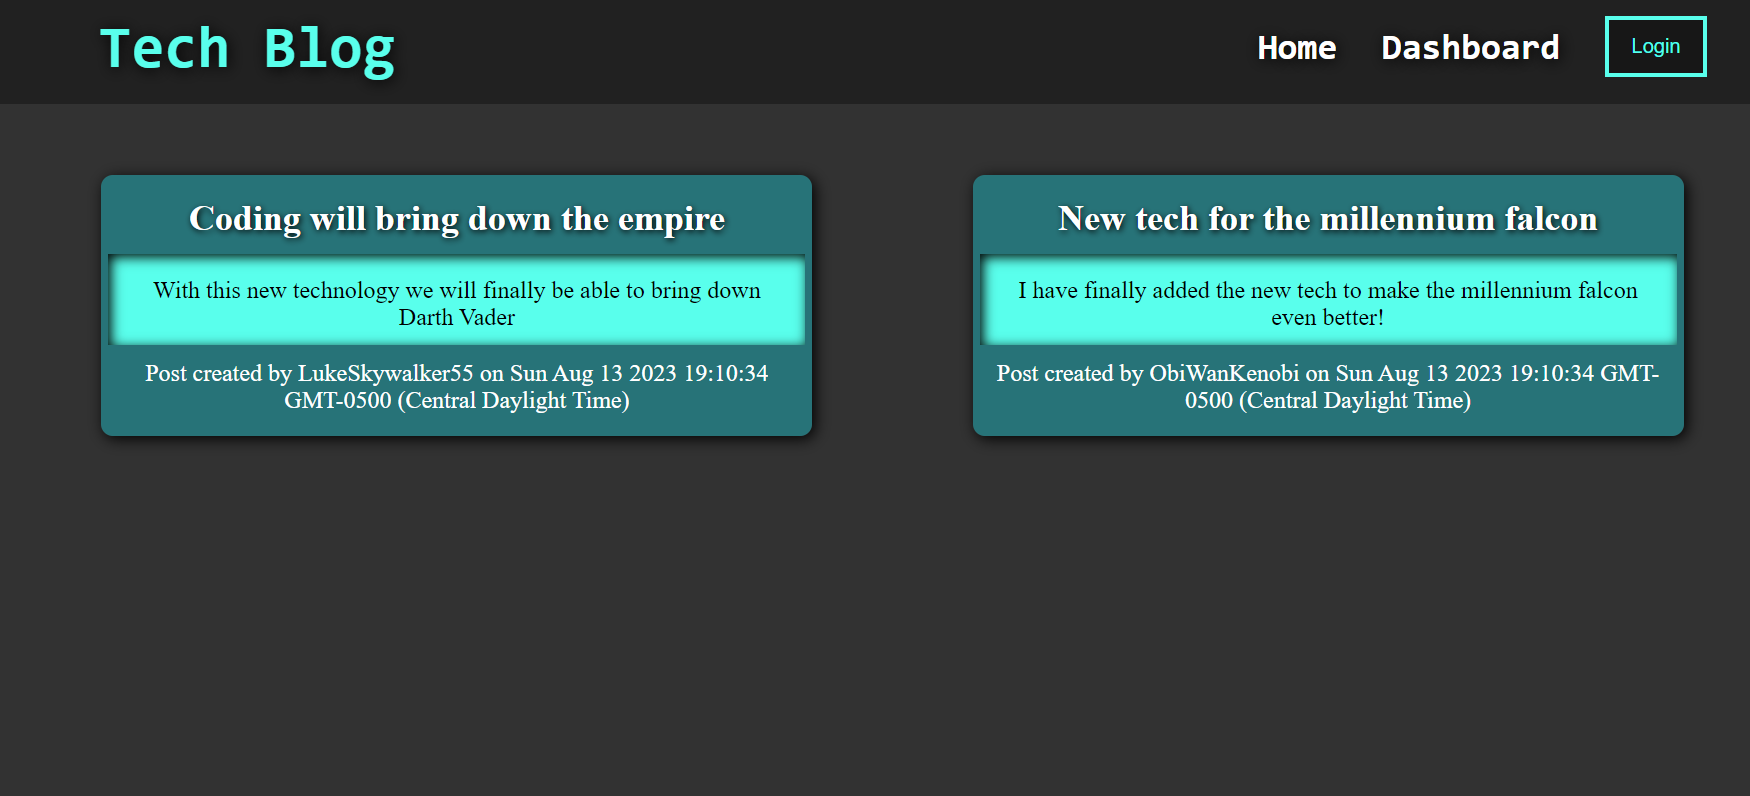 Tech Blog
Home
Dashboard
Login
Coding will bring down the empire
With this new technology we will finally be able to bring down
Darth Vader
Post created by LukeSkywalker55 on Sun Aug 13 2023 19:10:34
GMT-0500 (Central Daylight Time)
New tech for the millennium falcon
I have finally added the new tech to make the millennium falcon
even better!
Post created by ObiWanKenobi on Sun Aug 13 2023 19:10:34 GMT-
0500 (Central Daylight Time)